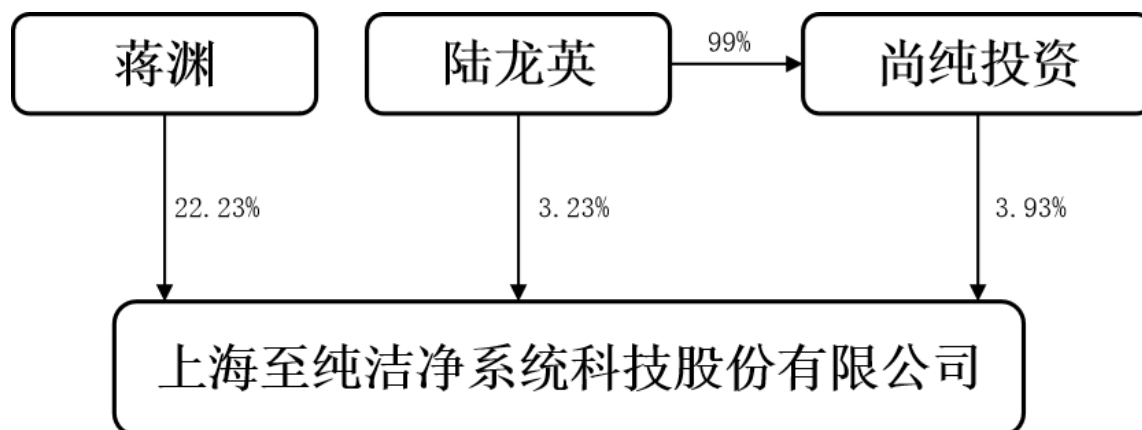 蒋渊
陆龙英
99%
尚纯投资
22.23%
3.23%
3.93%
上海至纯洁净系统科技股份有限公司